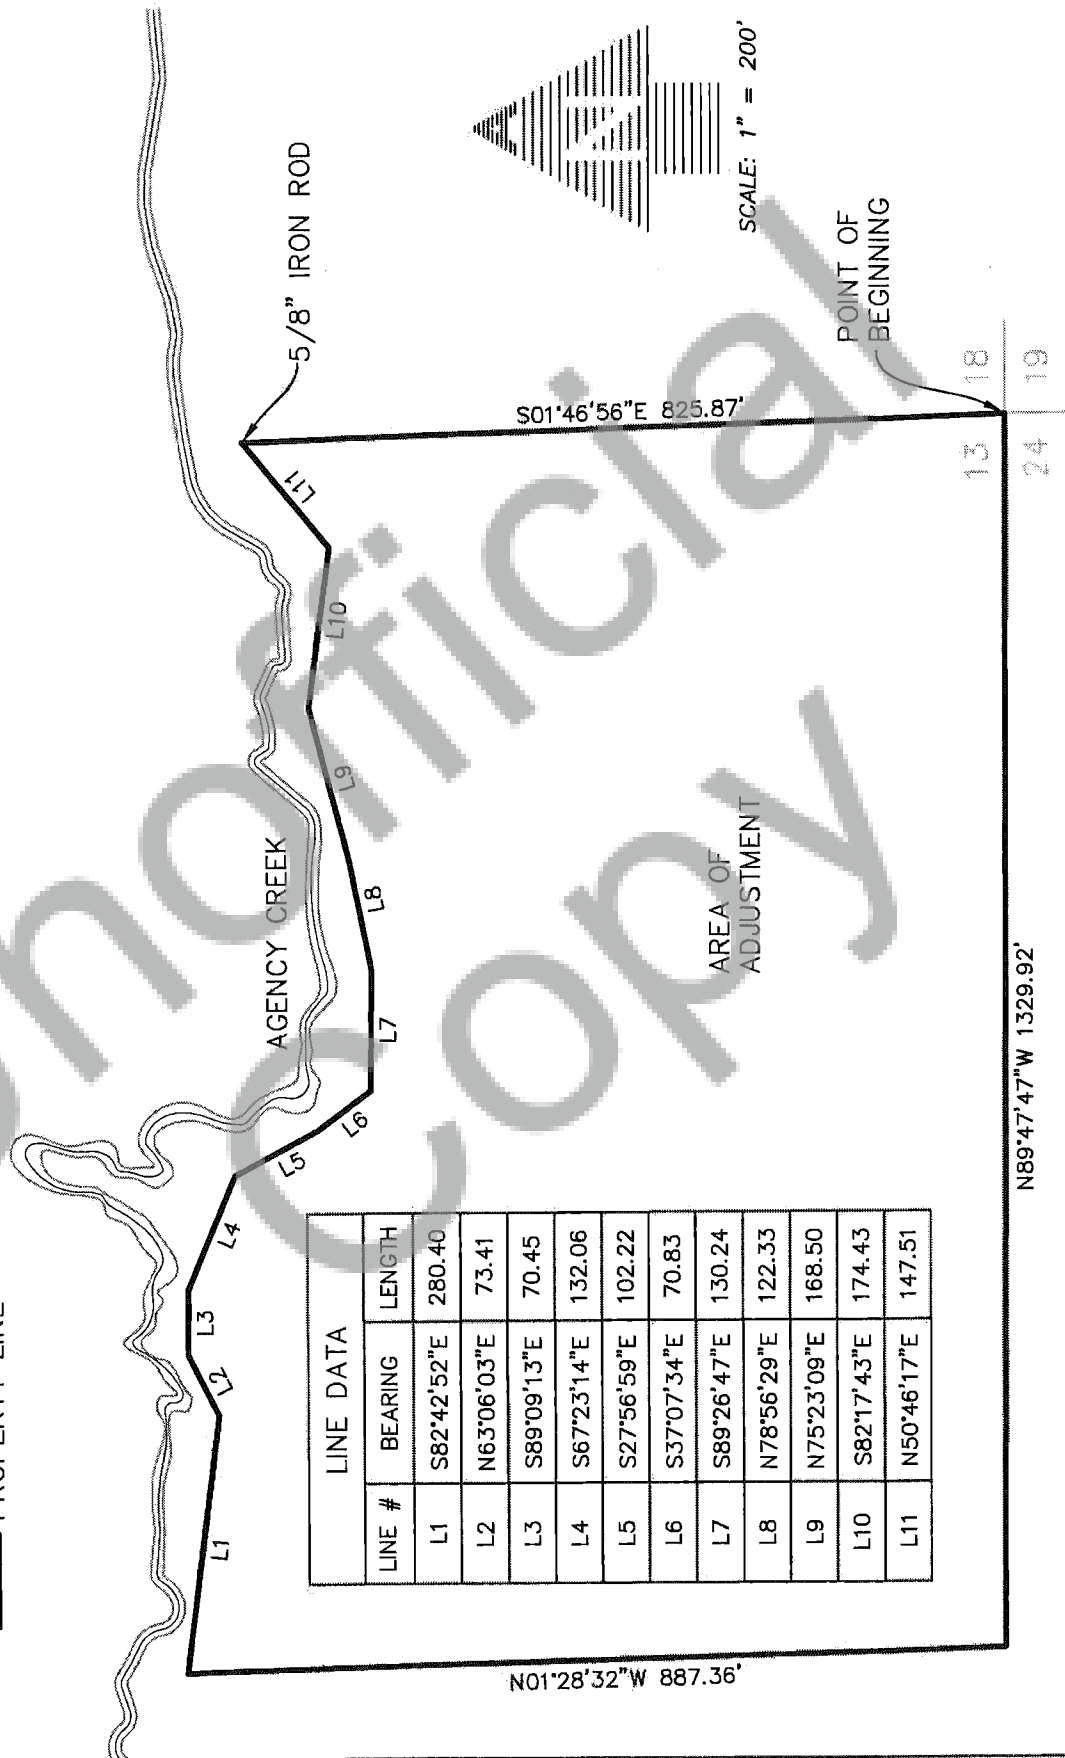 5/8" IRON ROD
SCALE: 1" = 200'
POINT OF
BEGINNING
S01°46'56"E 825.87'
13 18
24 19
AGENCY CREEK
L1
L2
L3
L4
L5
L6
L7
L8
L9
L10
L11
AREA OF
ADJUSTMENT
LINE DATA
LINE # BEARING LENGTH
L1 S82°42'52"E 280.40
L2 N63°06'03"E 73.41
L3 S89°09'13"E 70.45
L4 S67°23'14"E 132.06
L5 S27°56'59"E 102.22
L6 S37°07'34"E 70.83
L7 S89°26'47"E 130.24
L8 N78°56'29"E 122.33
L9 N75°23'09"E 168.50
L10 S82°17'43"E 174.43
L11 N50°46'17"E 147.51
N01°28'32"W 887.36'
N89°47'47"W 1329.92'
nofficial
Copy